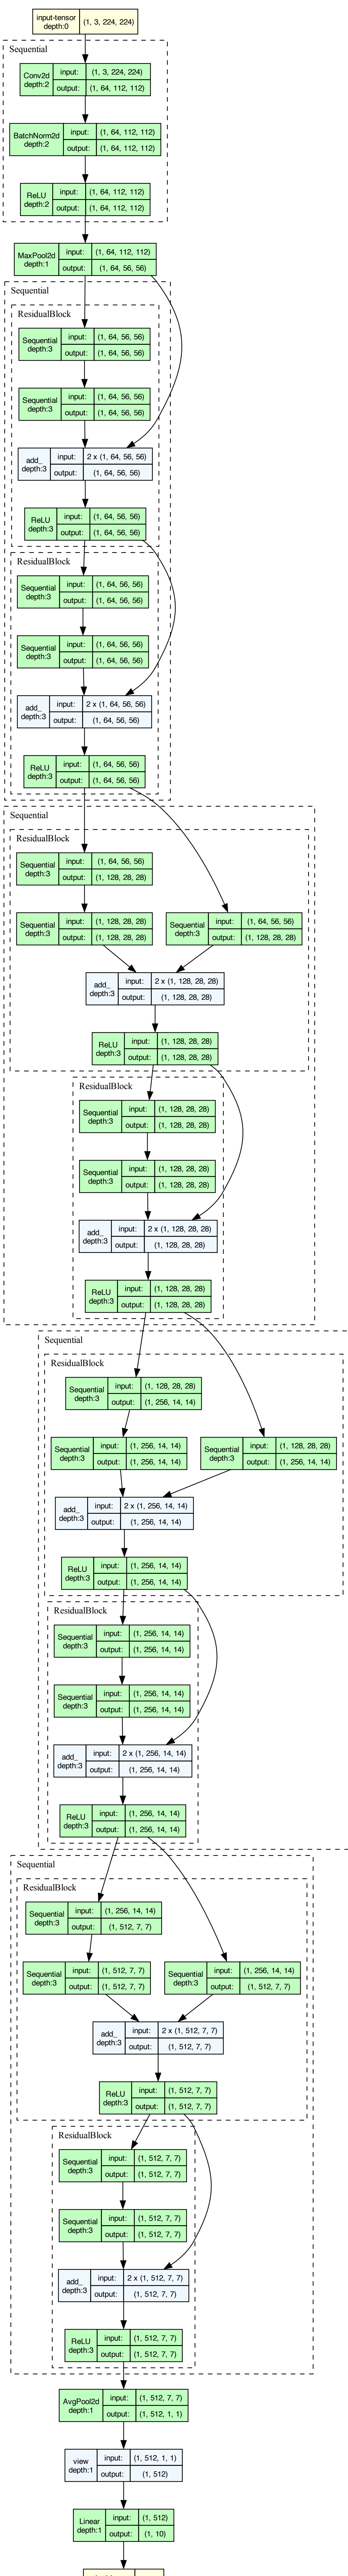 input-tensor depth:0 (1, 3, 224, 224)
Sequential
Conv2d depth:2 input: (1, 3, 224, 224)
output: (1, 64, 112, 112)
BatchNorm2d depth:2 input: (1, 64, 112, 112)
output: (1, 64, 112, 112)
ReLU depth:2 input: (1, 64, 112, 112)
output: (1, 64, 112, 112)
MaxPool2d depth:1 input: (1, 64, 112, 112)
output: (1, 64, 56, 56)
Sequential
ResidualBlock
Sequential depth:3 input: (1, 64, 56, 56)
output: (1, 64, 56, 56)
Sequential depth:3 input: (1, 64, 56, 56)
output: (1, 64, 56, 56)
add_ depth:3 input: 2 x (1, 64, 56, 56)
output: (1, 64, 56, 56)
ReLU depth:3 input: (1, 64, 56, 56)
output: (1, 64, 56, 56)
ResidualBlock
Sequential depth:3 input: (1, 64, 56, 56)
output: (1, 64, 56, 56)
Sequential depth:3 input: (1, 64, 56, 56)
output: (1, 64, 56, 56)
add_ depth:3 input: 2 x (1, 64, 56, 56)
output: (1, 64, 56, 56)
ReLU depth:3 input: (1, 64, 56, 56)
output: (1, 64, 56, 56)
Sequential
ResidualBlock
Sequential depth:3 input: (1, 64, 56, 56)
output: (1, 128, 28, 28)
Sequential depth:3 input: (1, 128, 28, 28)
output: (1, 128, 28, 28)
Sequential depth:3 input: (1, 64, 56, 56)
output: (1, 128, 28, 28)
add_ depth:3 input: 2 x (1, 128, 28, 28)
output: (1, 128, 28, 28)
ReLU depth:3 input: (1, 128, 28, 28)
output: (1, 128, 28, 28)
ResidualBlock
Sequential depth:3 input: (1, 128, 28, 28)
output: (1, 128, 28, 28)
Sequential depth:3 input: (1, 128, 28, 28)
output: (1, 128, 28, 28)
add_ depth:3 input: 2 x (1, 128, 28, 28)
output: (1, 128, 28, 28)
ReLU depth:3 input: (1, 128, 28, 28)
output: (1, 128, 28, 28)
Sequential
ResidualBlock
Sequential depth:3 input: (1, 128, 28, 28)
output: (1, 256, 14, 14)
Sequential depth:3 input: (1, 256, 14, 14)
output: (1, 256, 14, 14)
Sequential depth:3 input: (1, 128, 28, 28)
output: (1, 256, 14, 14)
add_ depth:3 input: 2 x (1, 256, 14, 14)
output: (1, 256, 14, 14)
ReLU depth:3 input: (1, 256, 14, 14)
output: (1, 256, 14, 14)
ResidualBlock
Sequential depth:3 input: (1, 256, 14, 14)
output: (1, 256, 14, 14)
Sequential depth:3 input: (1, 256, 14, 14)
output: (1, 256, 14, 14)
add_ depth:3 input: 2 x (1, 256, 14, 14)
output: (1, 256, 14, 14)
ReLU depth:3 input: (1, 256, 14, 14)
output: (1, 256, 14, 14)
Sequential
ResidualBlock
Sequential depth:3 input: (1, 256, 14, 14)
output: (1, 512, 7, 7)
Sequential depth:3 input: (1, 512, 7, 7)
output: (1, 512, 7, 7)
Sequential depth:3 input: (1, 256, 14, 14)
output: (1, 512, 7, 7)
add_ depth:3 input: 2 x (1, 512, 7, 7)
output: (1, 512, 7, 7)
ReLU depth:3 input: (1, 512, 7, 7)
output: (1, 512, 7, 7)
ResidualBlock
Sequential depth:3 input: (1, 512, 7, 7)
output: (1, 512, 7, 7)
Sequential depth:3 input: (1, 512, 7, 7)
output: (1, 512, 7, 7)
add_ depth:3 input: 2 x (1, 512, 7, 7)
output: (1, 512, 7, 7)
ReLU depth:3 input: (1, 512, 7, 7)
output: (1, 512, 7, 7)
AvgPool2d depth:1 input: (1, 512, 7, 7)
output: (1, 512, 1, 1)
view depth:1 input: (1, 512, 1, 1)
output: (1, 512)
Linear depth:1 input: (1, 512)
output: (1, 10)